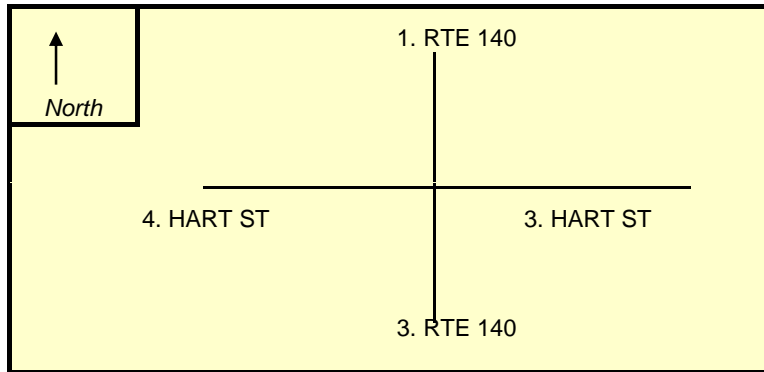 1. RTE 140
North
4. HART ST
3. HART ST
3. RTE 140